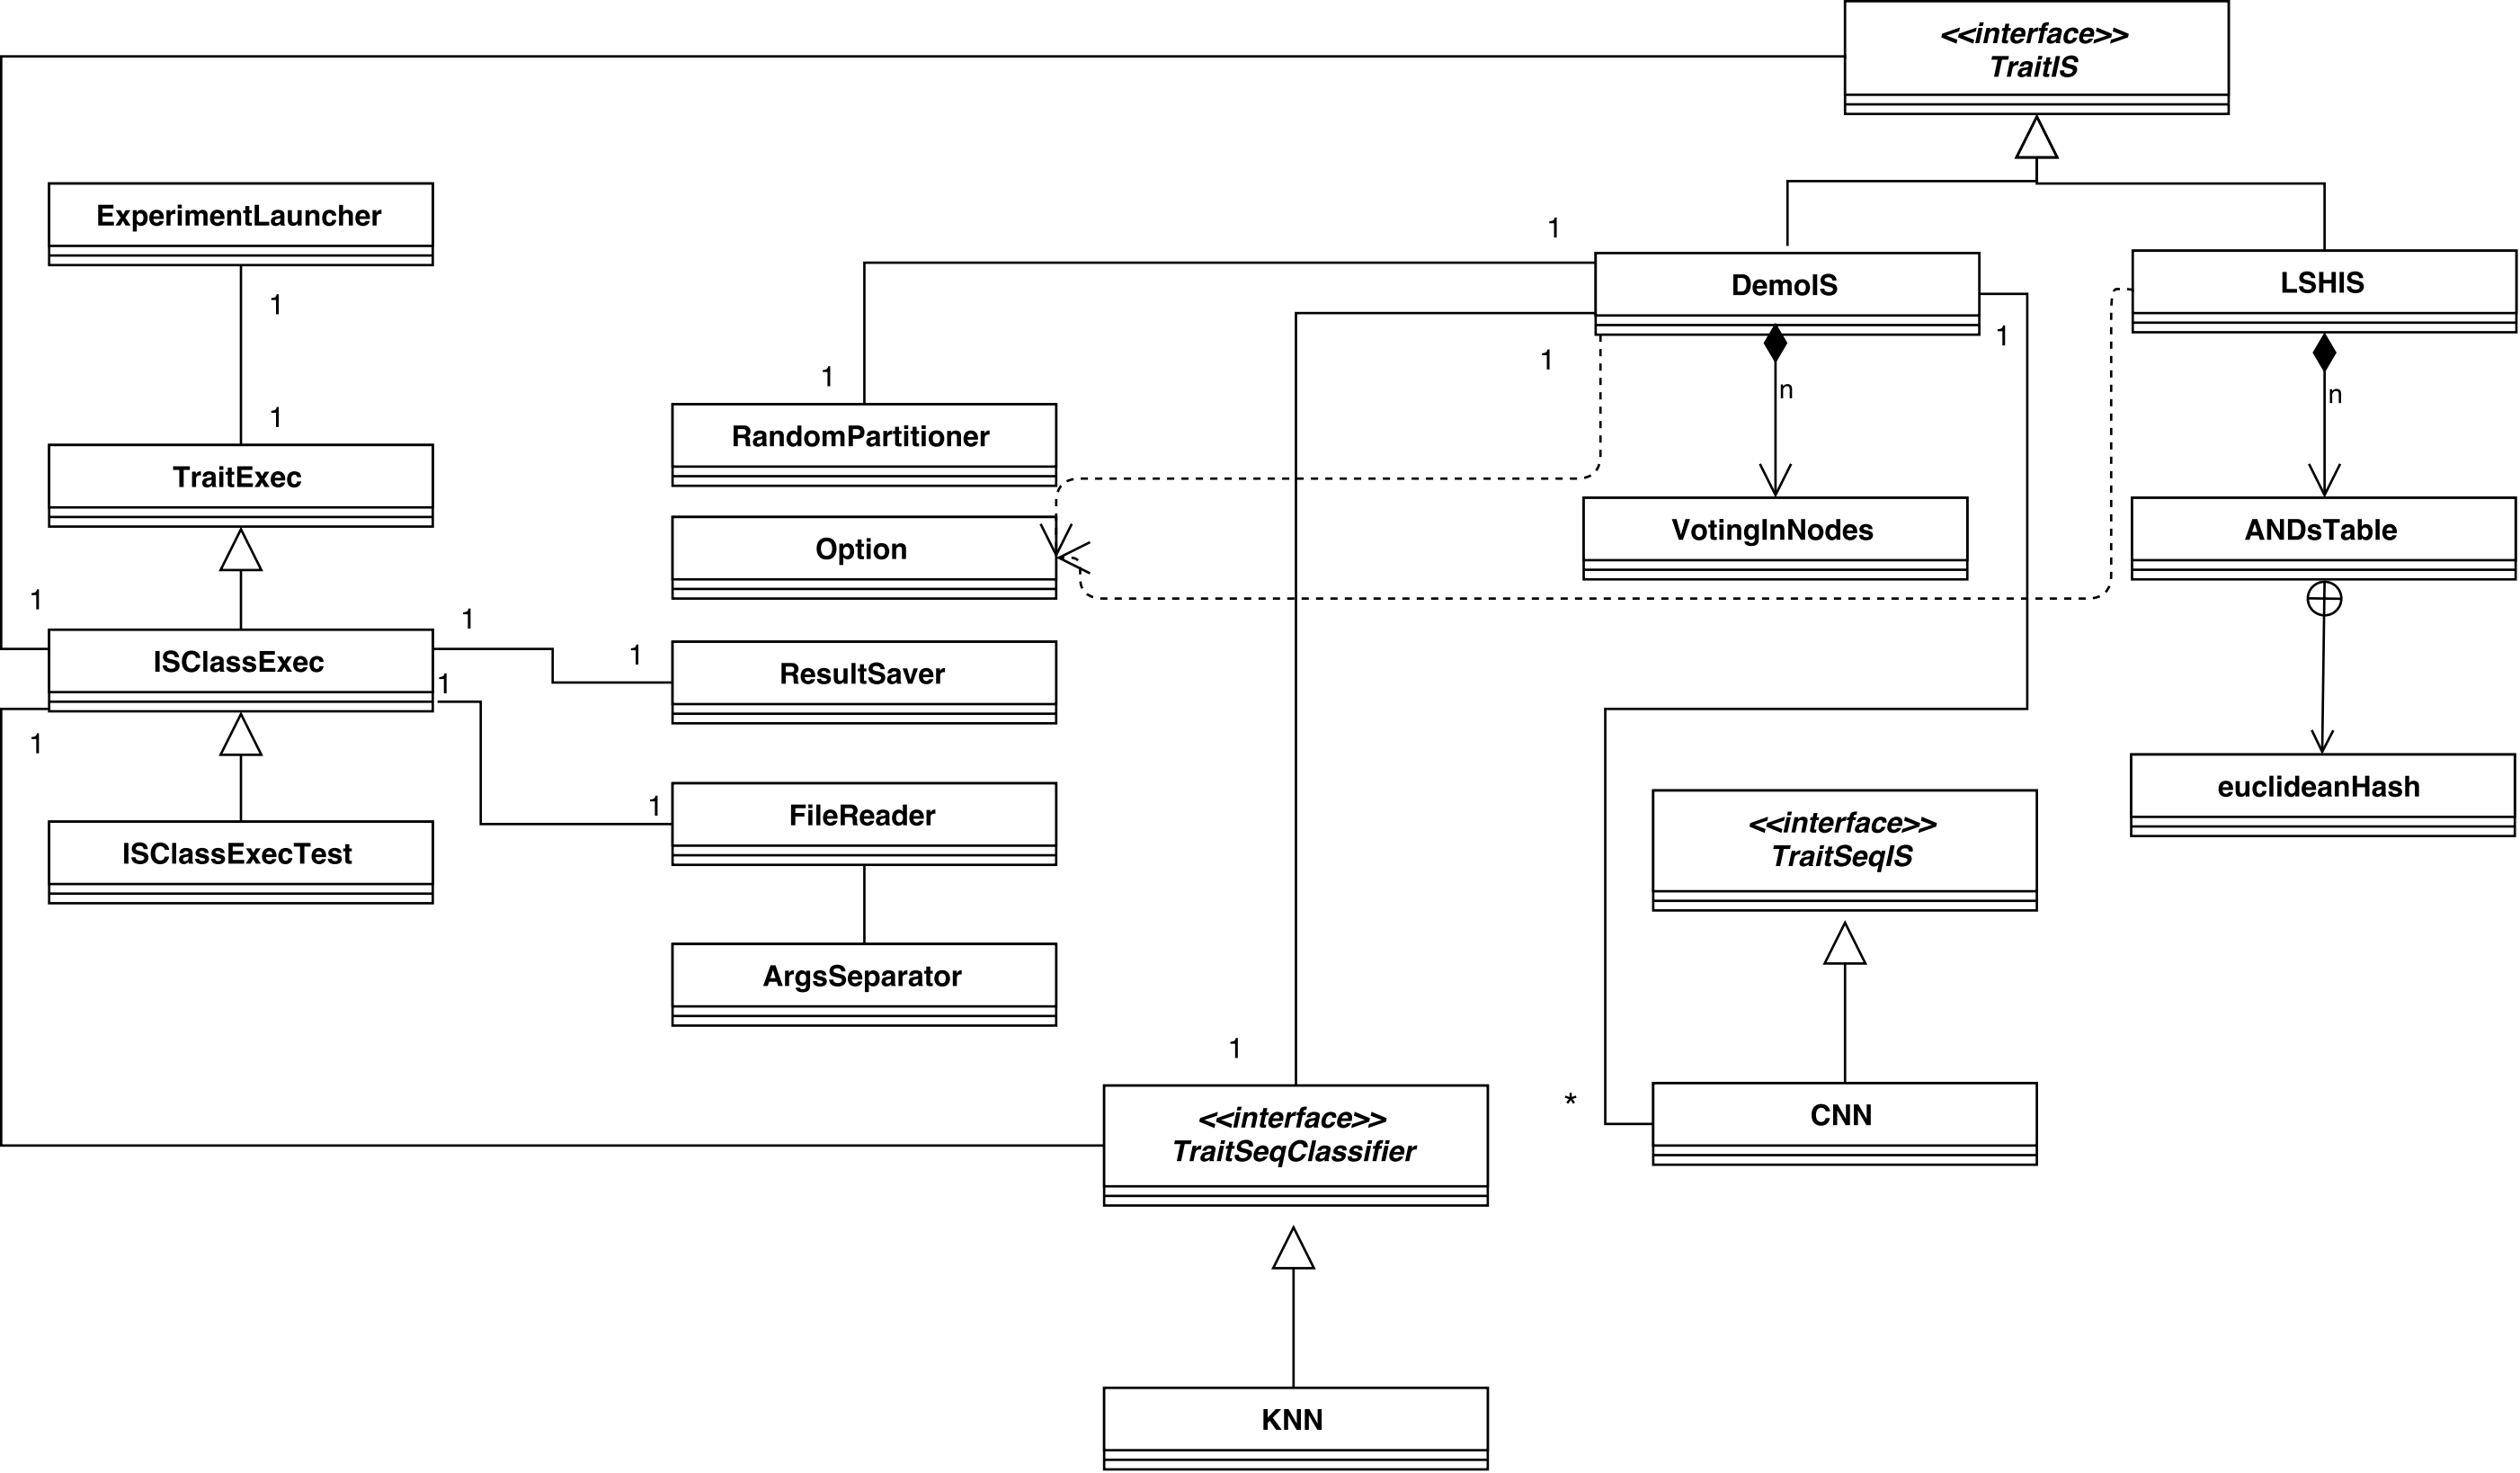 <<interface>>
TraitIS
ExperimentLauncher
1
1
TraitExec
1
ISClassExec
1
1
1
1
ISClassExecTest
1
DemoIS
1
1
LSHIS
1
RandomPartitioner
Option
n
n
VotingInNodes
ANDsTable
ResultSaver
1
FileReader
ArgsSeparator
euclideanHash
<<interface>>
TraitSeqIS
1
<<interface>>
TraitSeqClassifier
*
CNN
KNN